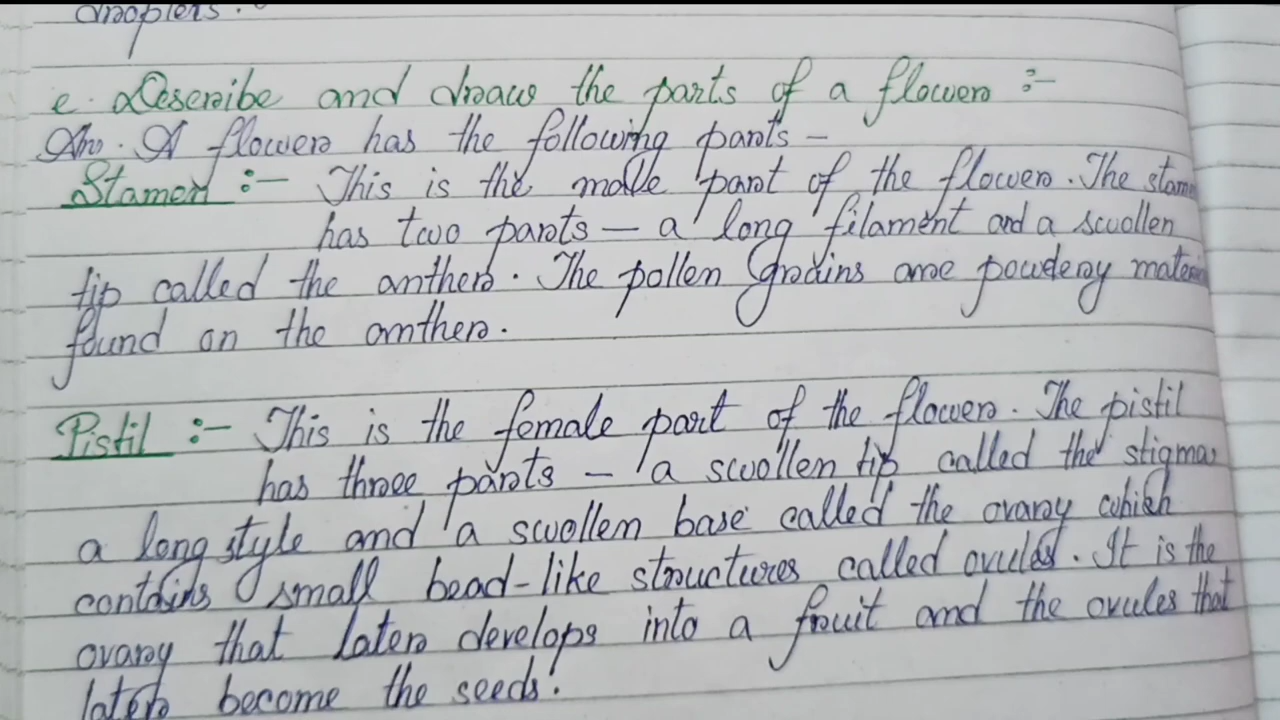 chapters.
e. Describe and draw the parts of a flower :-
Ans. A flower has the following parts –
Stamen :- This is the male part of the flower. The stamen
has two parts – a long filament and a swollen
tip called the anther. The pollen grains are powdery material
found on the anther.
Pistil :- This is the female part of the flower. The pistil
has three parts – a swollen tip called the stigma
a long style and a swollen base called the ovary which
contains small bead-like structures called ovules. It is the
ovary that later develops into a fruit and the ovules that
later become the seeds.